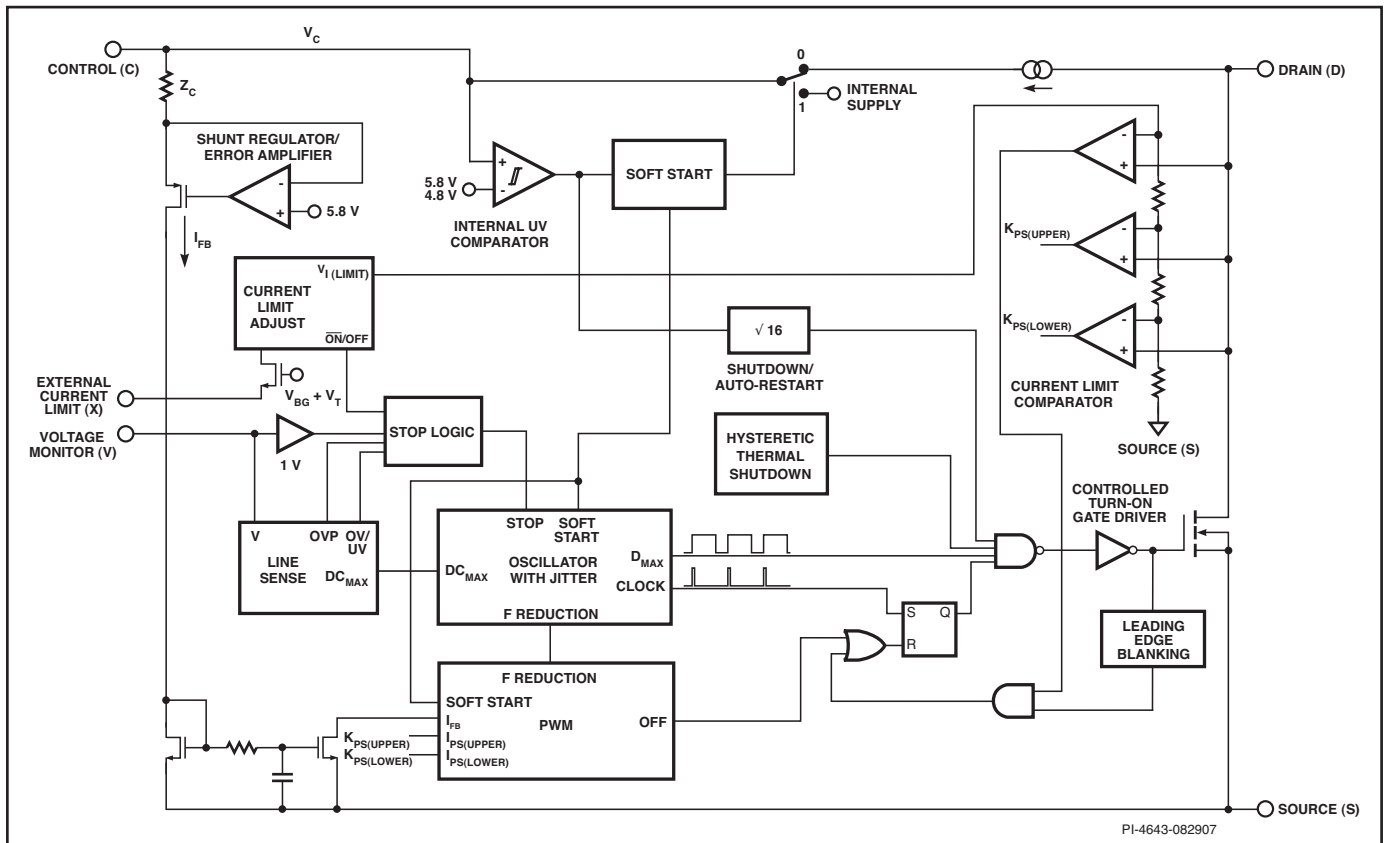 V_C
CONTROL (C)
Z_C
0
1
INTERNAL
SUPPLY
DRAIN (D)
SHUNT REGULATOR/
ERROR AMPLIFIER
-
+
5.8 V
I_FB
+
-
5.8 V
4.8 V
INTERNAL UV
COMPARATOR
SOFT START
-
+
K_PS(UPPER)
-
+
K_PS(LOWER)
-
+
CURRENT LIMIT
COMPARATOR
SOURCE (S)
V_I (LIMIT)
CURRENT
LIMIT
ADJUST
O̅N̅/OFF
V_BG + V_T
EXTERNAL
CURRENT
LIMIT (X)
VOLTAGE
MONITOR (V)
1 V
STOP LOGIC
√ 16
SHUTDOWN/
AUTO-RESTART
HYSTERETIC
THERMAL
SHUTDOWN
CONTROLLED
TURN-ON
GATE DRIVER
V
OVP
OV/
UV
LINE
SENSE
DC_MAX
STOP
SOFT
START
DC_MAX
OSCILLATOR
WITH JITTER
D_MAX
CLOCK
F REDUCTION
S
Q
R
LEADING
EDGE
BLANKING
F REDUCTION
SOFT START
PWM
OFF
I_FB
K_PS(UPPER)
I_PS(UPPER)
K_PS(LOWER)
I_PS(LOWER)
SOURCE (S)
PI-4643-082907